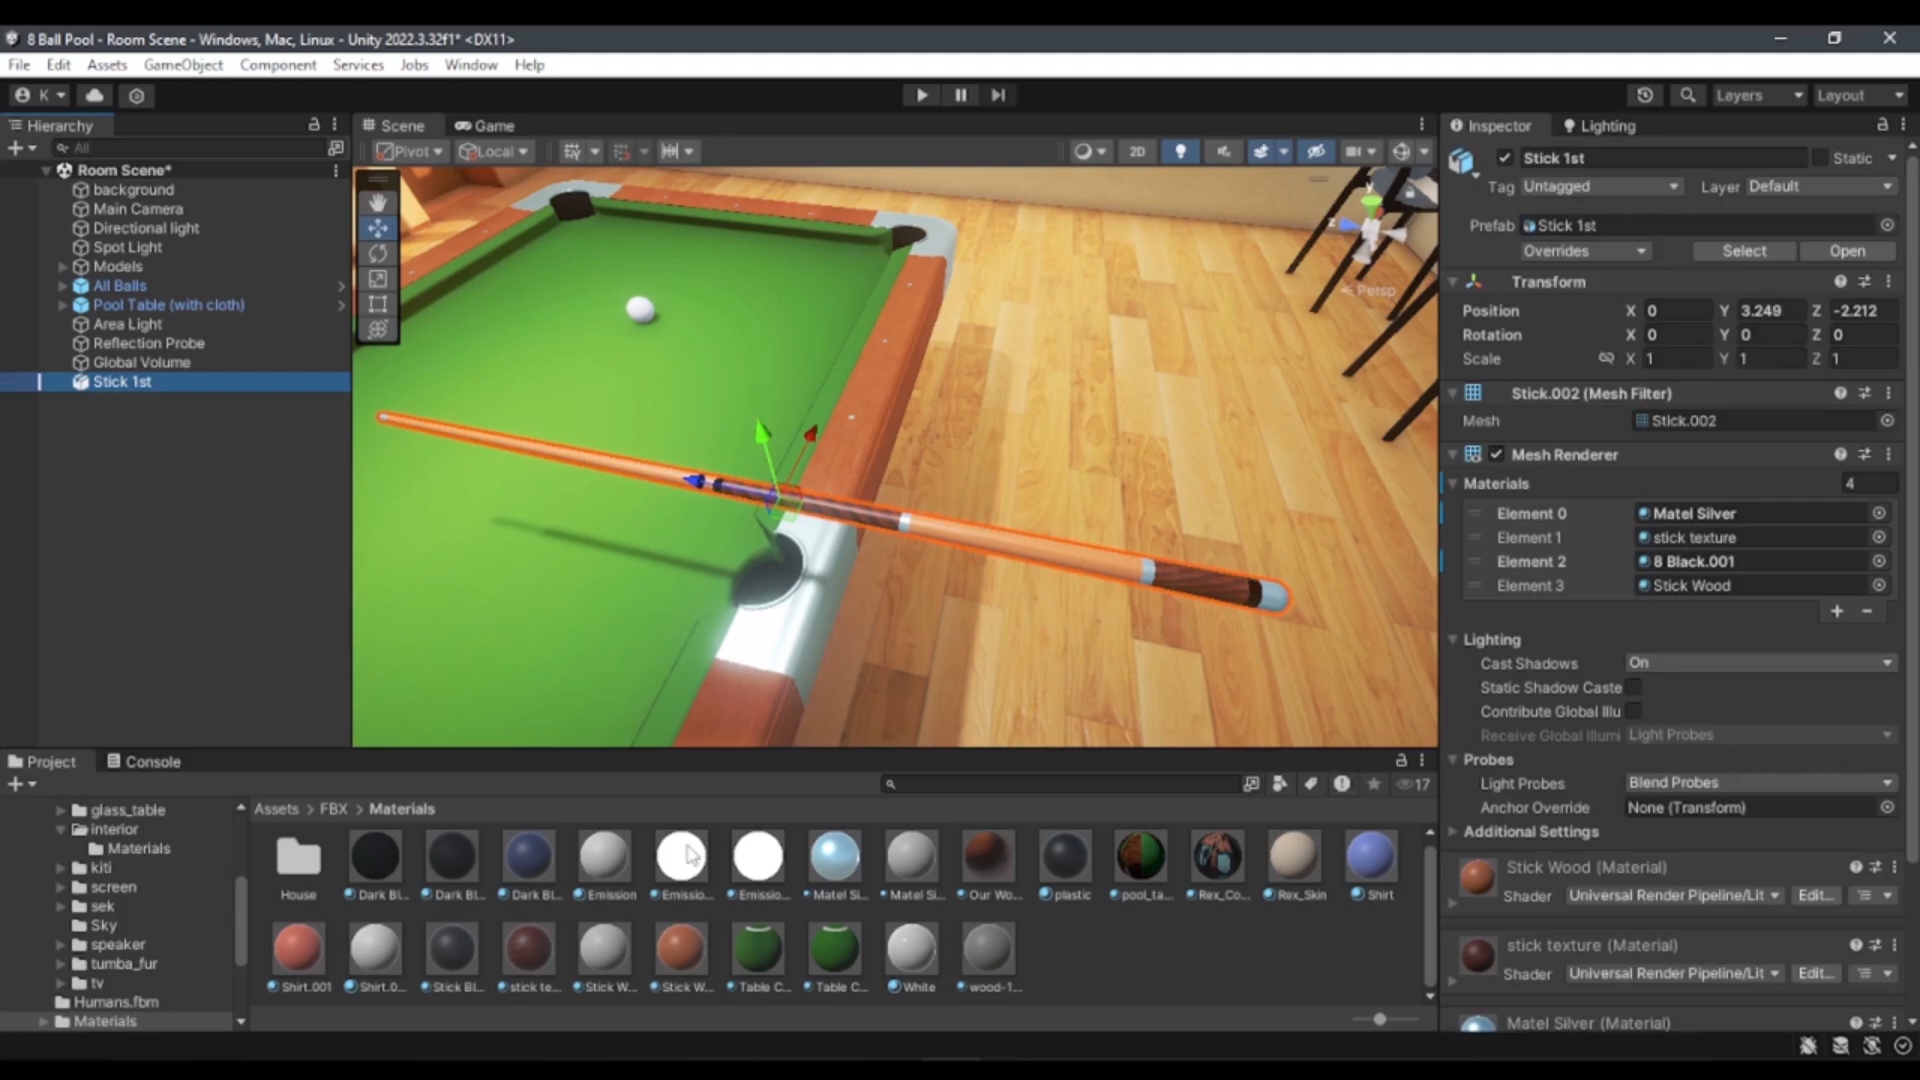 8 Ball Pool - Room Scene - Windows, Mac, Linux - Unity 2022.3.32f1* <DX11>
File Edit Assets GameObject Component Services Jobs Window Help
K Layers Layout
Hierarchy
All
Room Scene*
background
Main Camera
Directional light
Spot Light
Models
All Balls
Pool Table (with cloth)
Area Light
Reflection Probe
Global Volume
Stick 1st
Scene Game
Pivot Local 2D
y
z
Persp
Inspector Lighting
Stick 1st Static
Tag Untagged Layer Default
Prefab Stick 1st
Overrides Select Open
Transform
Position X 0 Y 3.249 Z -2.212
Rotation X 0 Y 0 Z 0
Scale X 1 Y 1 Z 1
Stick.002 (Mesh Filter)
Mesh Stick.002
Mesh Renderer
Materials 4
Element 0 Matel Silver
Element 1 stick texture
Element 2 8 Black.001
Element 3 Stick Wood
Lighting
Cast Shadows On
Static Shadow Caste
Contribute Global Illu
Receive Global Illumi Light Probes
Probes
Light Probes Blend Probes
Anchor Override None (Transform)
Additional Settings
Stick Wood (Material)
Shader Universal Render Pipeline/Lit Edit...
stick texture (Material)
Shader Universal Render Pipeline/Lit Edit...
Matel Silver (Material)
Project Console
17
glass_table
interior
Materials
kiti
screen
sek
Sky
speaker
tumba_fur
tv
Humans.fbm
Materials
Assets > FBX > Materials
House Dark Bl... Dark Bl... Dark Bl... Emission Emissio... Emissio... Matel Si... Matel Si... Our Wo... plastic pool_ta... Rex_Co... Rex_Skin Shirt
Shirt.001 Shirt.0... Stick Bl... stick te... Stick W... Stick W... Table C... Table C... White wood-1...